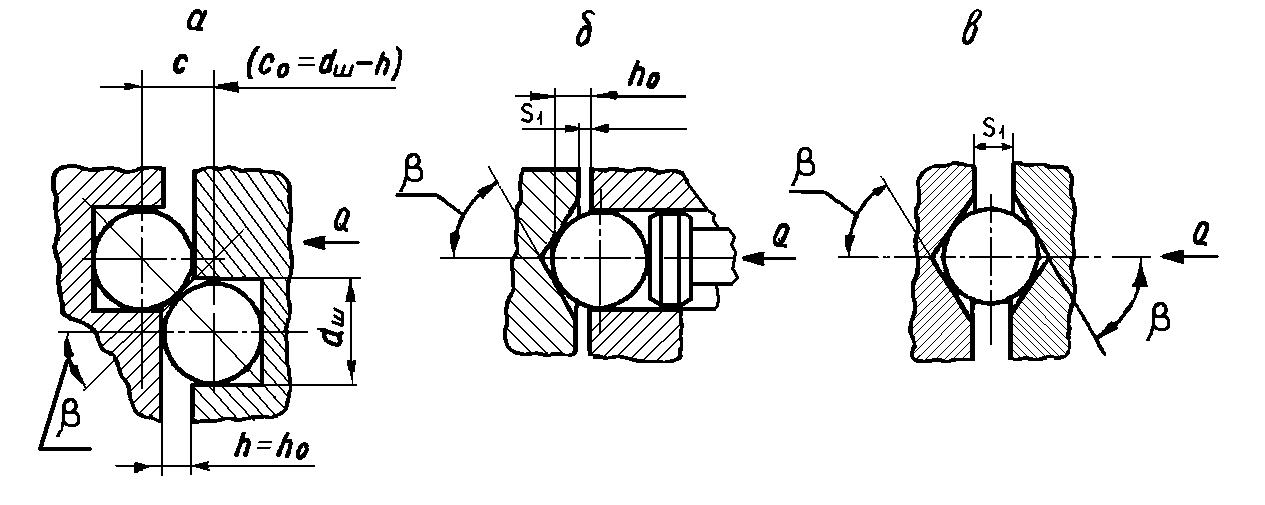 а
б
в
c
(c₀ = dш – h)
h₀
S₁
S₁
β
β
Q
Q
Q
dш
β
β
h = h₀